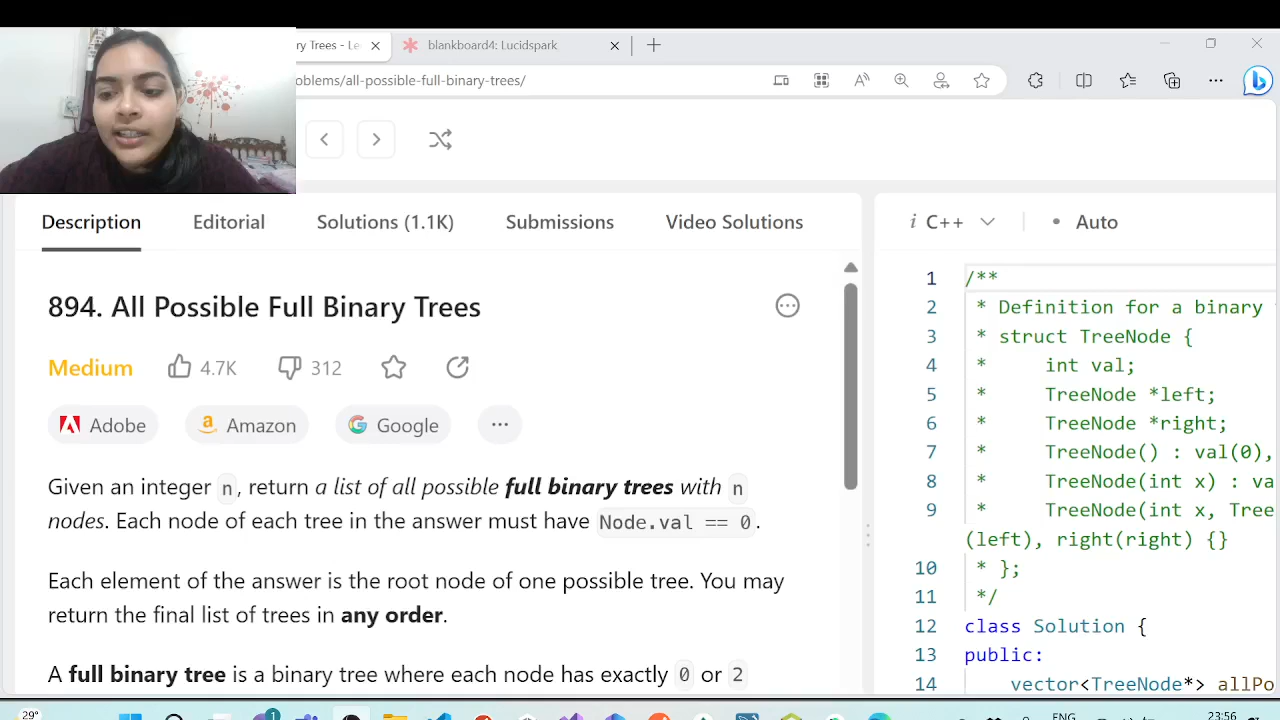 ry Trees - Le
blankboard4: Lucidspark
oblems/all-possible-full-binary-trees/
Description Editorial Solutions (1.1K) Submissions Video Solutions
i C++ Auto
894. All Possible Full Binary Trees
Medium 4.7K 312
Adobe Amazon Google ...
Given an integer n, return a list of all possible full binary trees with n
nodes. Each node of each tree in the answer must have Node.val == 0.
Each element of the answer is the root node of one possible tree. You may
return the final list of trees in any order.
A full binary tree is a binary tree where each node has exactly 0 or 2
1 /**
2 * Definition for a binary
3 * struct TreeNode {
4 * int val;
5 * TreeNode *left;
6 * TreeNode *right;
7 * TreeNode() : val(0),
8 * TreeNode(int x) : va
9 * TreeNode(int x, Tree
(left), right(right) {}
10 * };
11 */
12 class Solution {
13 public:
14 vector<TreeNode*> allPo
29°
1
ENG
23:56